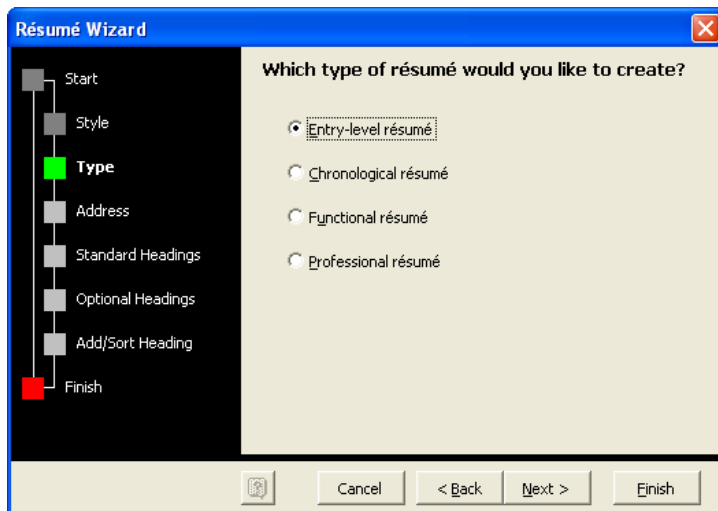 Résumé Wizard
Start
Style
Type
Address
Standard Headings
Optional Headings
Add/Sort Heading
Finish
Which type of résumé would you like to create?
Entry-level résumé
Chronological résumé
Functional résumé
Professional résumé
Cancel
< Back
Next >
Finish